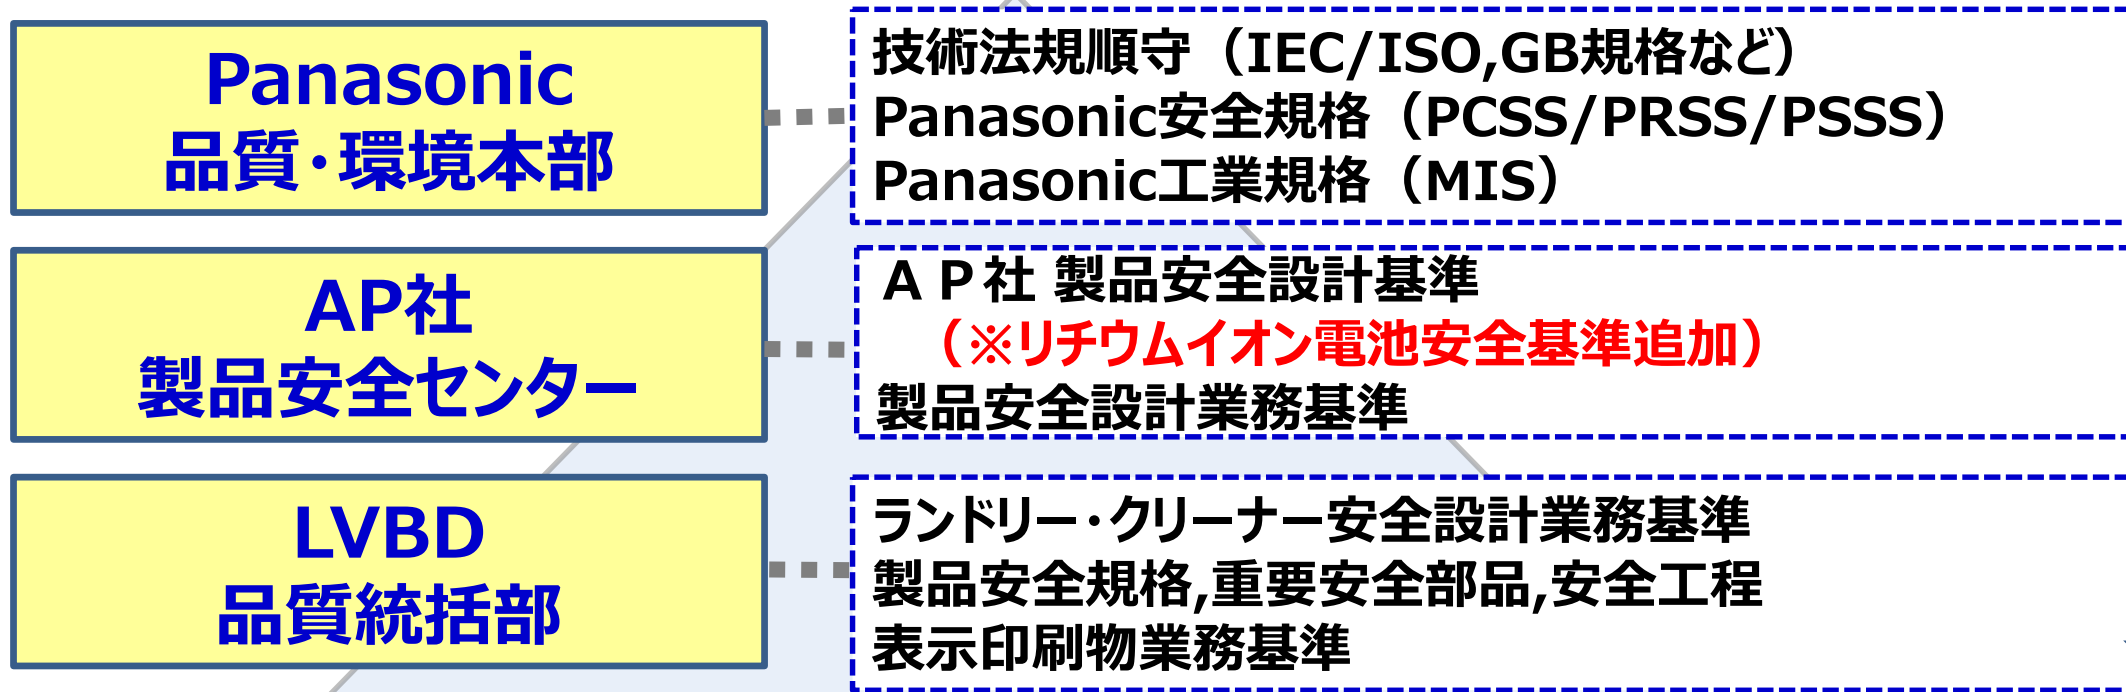 Panasonic
品質・環境本部
技術法規順守（IEC/ISO,GB規格など）
Panasonic安全規格（PCSS/PRSS/PSSS）
Panasonic工業規格（MIS）
AP社
製品安全センター
ＡＰ社 製品安全設計基準
（※リチウムイオン電池安全基準追加）
製品安全設計業務基準
LVBD
品質統括部
ランドリー・クリーナー安全設計業務基準
製品安全規格,重要安全部品,安全工程
表示印刷物業務基準